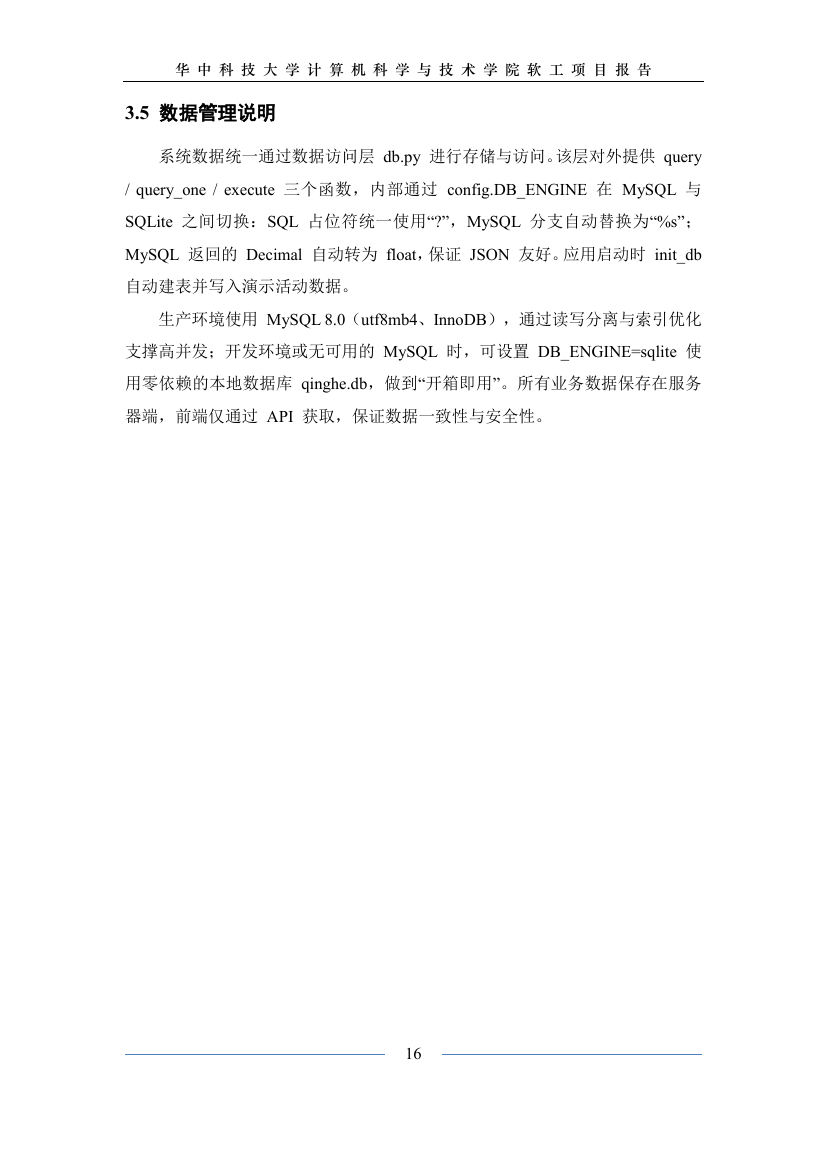 华中科技大学计算机科学与技术学院软工项目报告
3.5 数据管理说明
系统数据统一通过数据访问层 db.py 进行存储与访问。该层对外提供 query
/ query_one / execute 三个函数，内部通过 config.DB_ENGINE 在 MySQL 与
SQLite 之间切换：SQL 占位符统一使用“?”，MySQL 分支自动替换为“%s”；
MySQL 返回的 Decimal 自动转为 float，保证 JSON 友好。应用启动时 init_db
自动建表并写入演示活动数据。
生产环境使用 MySQL 8.0（utf8mb4、InnoDB），通过读写分离与索引优化
支撑高并发；开发环境或无可用的 MySQL 时，可设置 DB_ENGINE=sqlite 使
用零依赖的本地数据库 qinghe.db，做到“开箱即用”。所有业务数据保存在服务
器端，前端仅通过 API 获取，保证数据一致性与安全性。
16